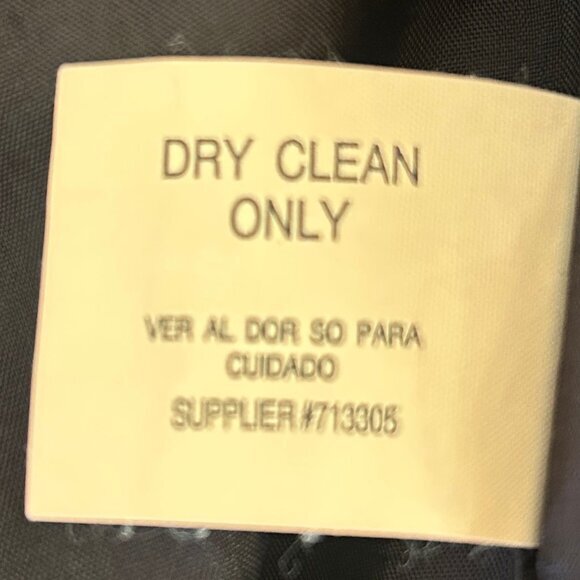 DRY CLEAN
ONLY
VER AL DOR SO PARA
CUIDADO
SUPPLIER #713305